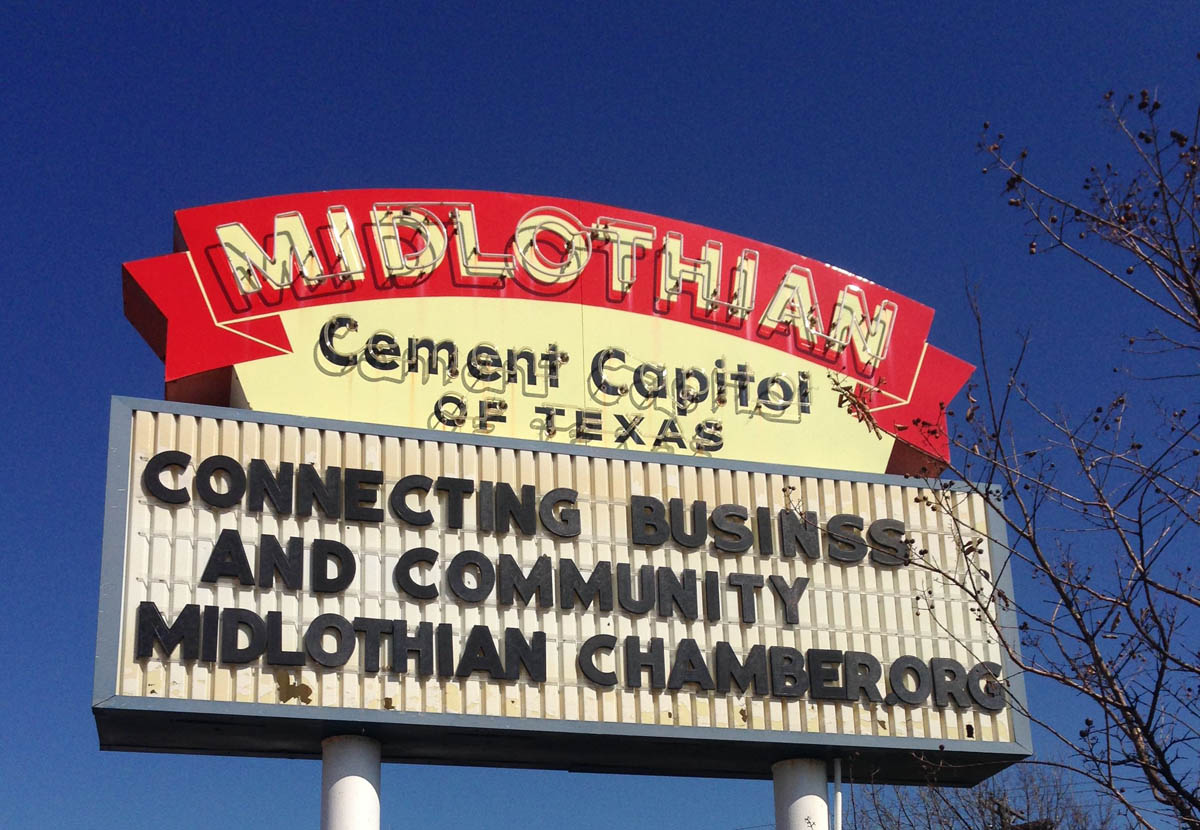 MIDLOTHIAN
Cement Capitol
OF TEXAS
CONNECTING BUSINSS
AND COMMUNITY
MIDLOTHIAN CHAMBER.ORG